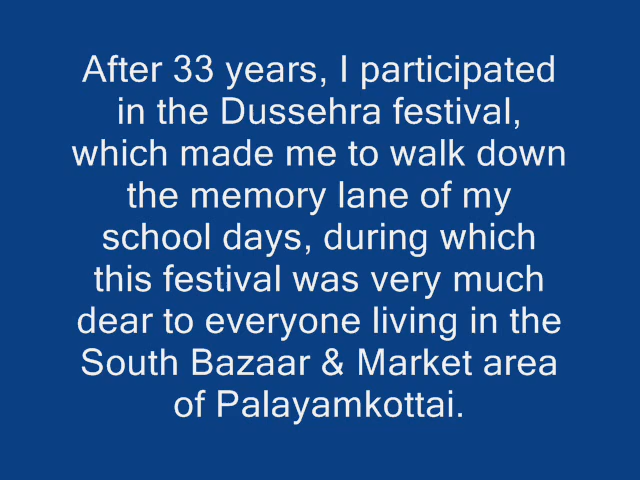 After 33 years, I participated
in the Dussehra festival,
which made me to walk down
the memory lane of my
school days, during which
this festival was very much
dear to everyone living in the
South Bazaar & Market area
of Palayamkottai.